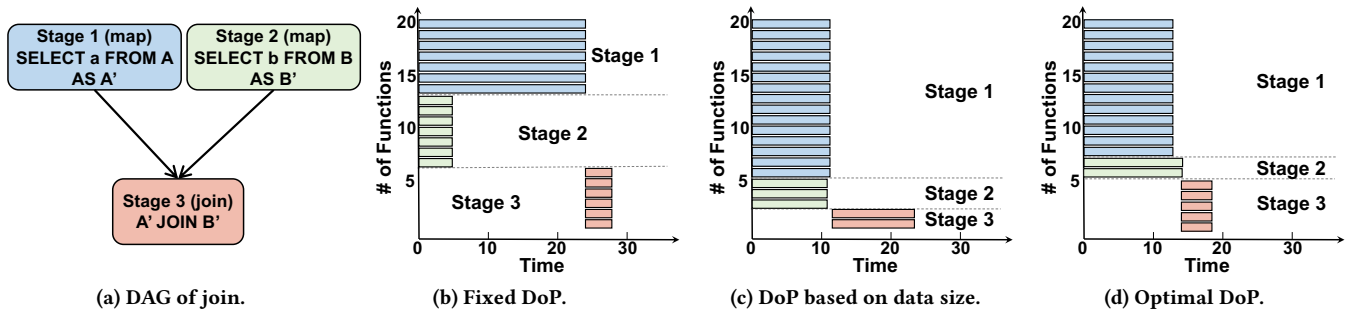 Stage 1 (map)
SELECT a FROM A
AS A’
Stage 2 (map)
SELECT b FROM B
AS B’
Stage 3 (join)
A’ JOIN B’
(a) DAG of join.
# of Functions
20
15
10
5
Stage 1
Stage 2
Stage 3
0
10
20
30
Time
(b) Fixed DoP.
# of Functions
20
15
10
5
Stage 1
Stage 2
Stage 3
0
10
20
30
Time
(c) DoP based on data size.
# of Functions
20
15
10
5
Stage 1
Stage 2
Stage 3
0
10
20
30
Time
(d) Optimal DoP.